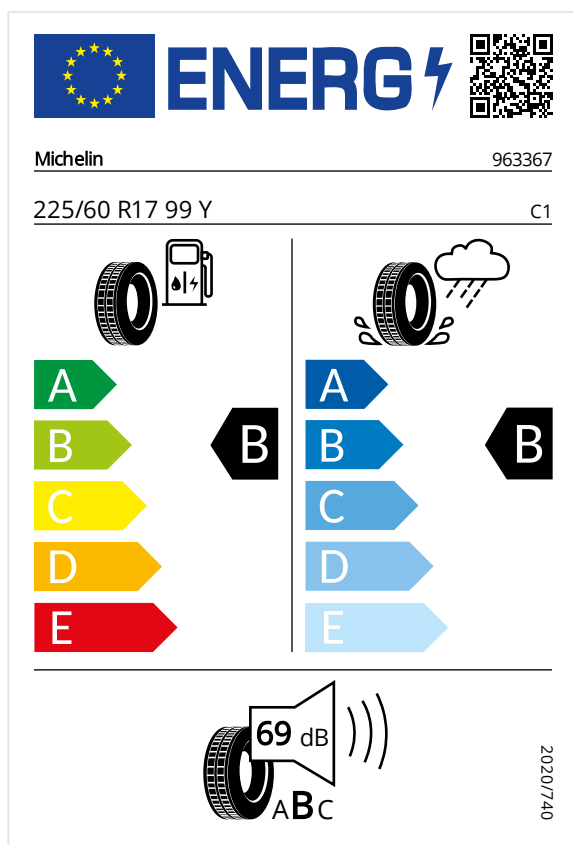 ENERG
Michelin 963367
225/60 R17 99 Y C1
A A
B B B B
C C
D D
E E
69 dB
ABC
2020/740